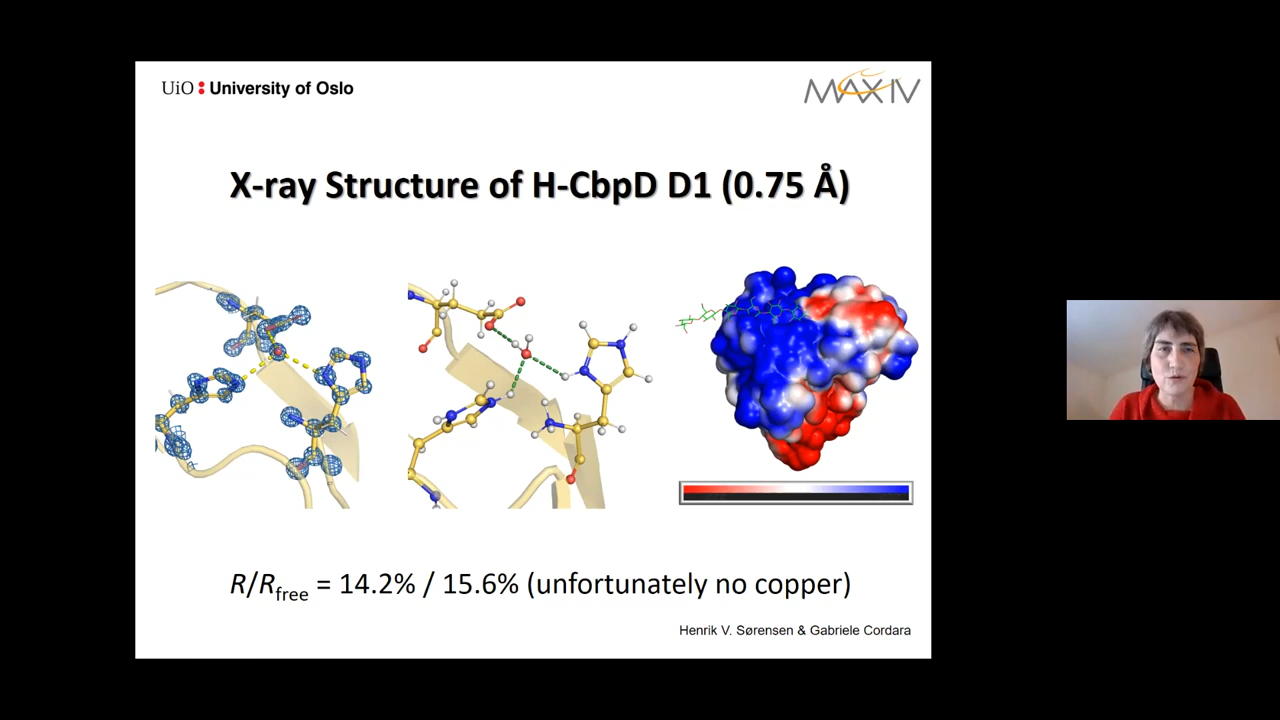 UiO : University of Oslo
MAX IV
X-ray Structure of H-CbpD D1 (0.75 Å)
R/Rfree = 14.2% / 15.6% (unfortunately no copper)
Henrik V. Sørensen & Gabriele Cordara